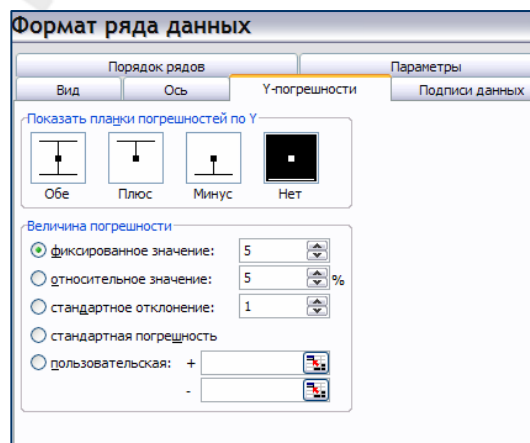 Формат ряда данных
Порядок рядов Параметры
Вид Ось Y-погрешности Подписи данных
Показать планки погрешностей по Y
Обе Плюс Минус Нет
Величина погрешности
фиксированное значение: 5
относительное значение: 5 %
стандартное отклонение: 1
стандартная погрешность
пользовательская: +
-